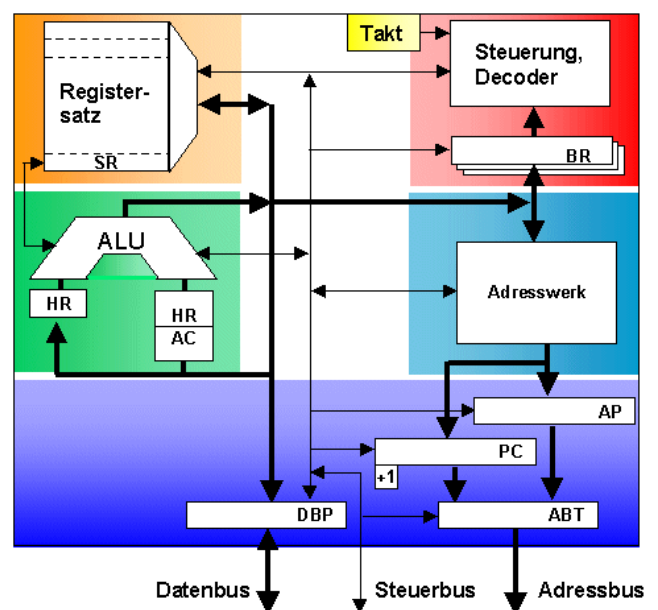 Takt
Steuerung,
Decoder
Register-
satz
SR
BR
ALU
HR
HR
AC
Adresswerk
AP
PC
+1
DBP
ABT
Datenbus
Steuerbus
Adressbus